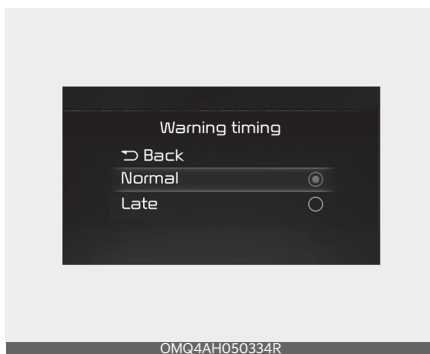 Warning timing
Back
Normal
Late
OMQ4AH050334R